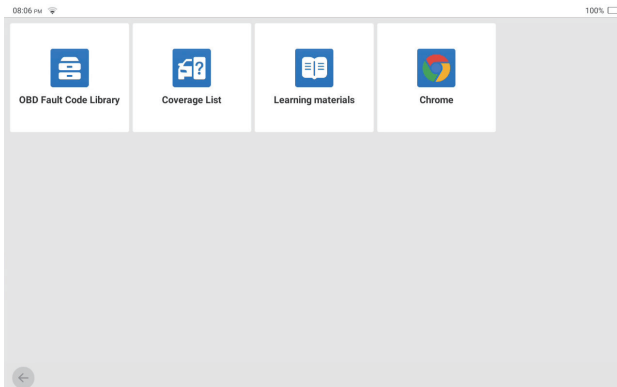 08:06 PM
100%
OBD Fault Code Library
Coverage List
Learning materials
Chrome